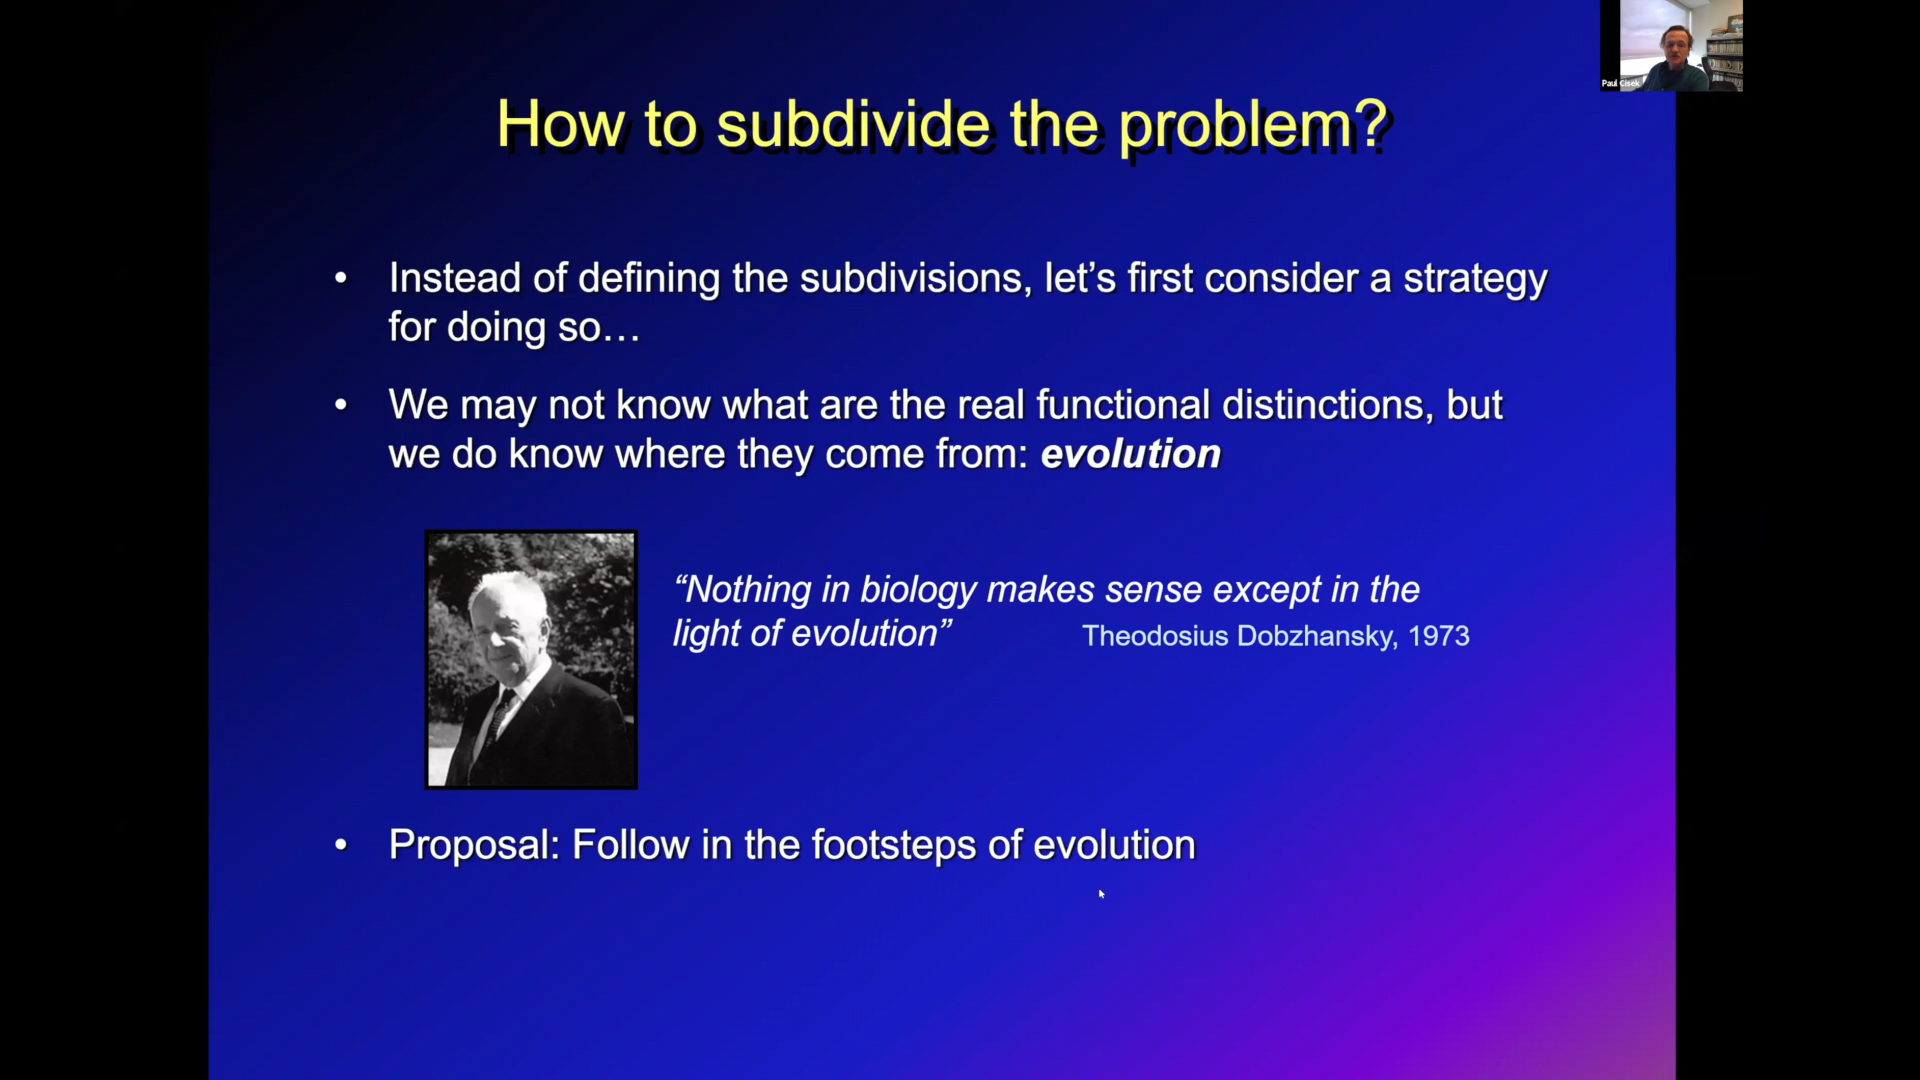 Paul Cisek
How to subdivide the problem?
• Instead of defining the subdivisions, let’s first consider a strategy
for doing so…
• We may not know what are the real functional distinctions, but
we do know where they come from: evolution
“Nothing in biology makes sense except in the
light of evolution” Theodosius Dobzhansky, 1973
• Proposal: Follow in the footsteps of evolution